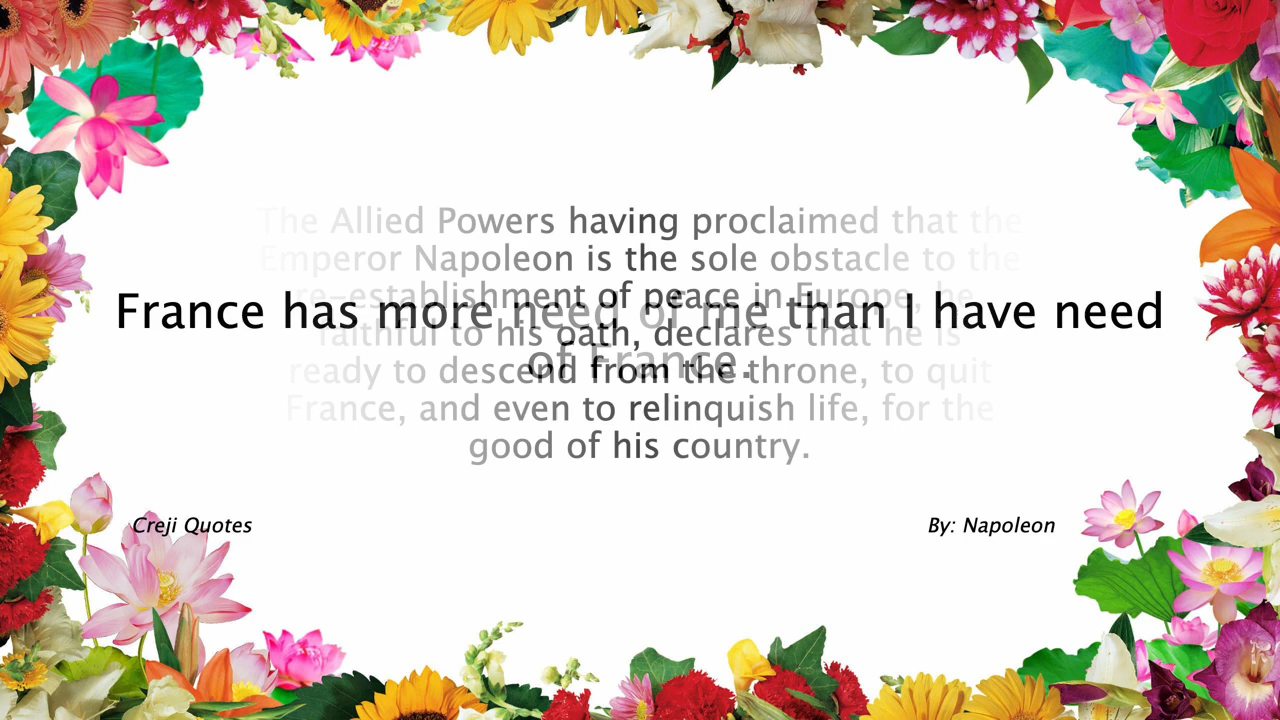 The Allied Powers having proclaimed that the
Emperor Napoleon is the sole obstacle to the
re-establishment of peace in Europe, he
faithful to his oath, declares that he is
ready to descend from the throne, to quit
France, and even to relinquish life, for the
good of his country.
France has more need of me than I have need
of France.
Creji Quotes
By: Napoleon